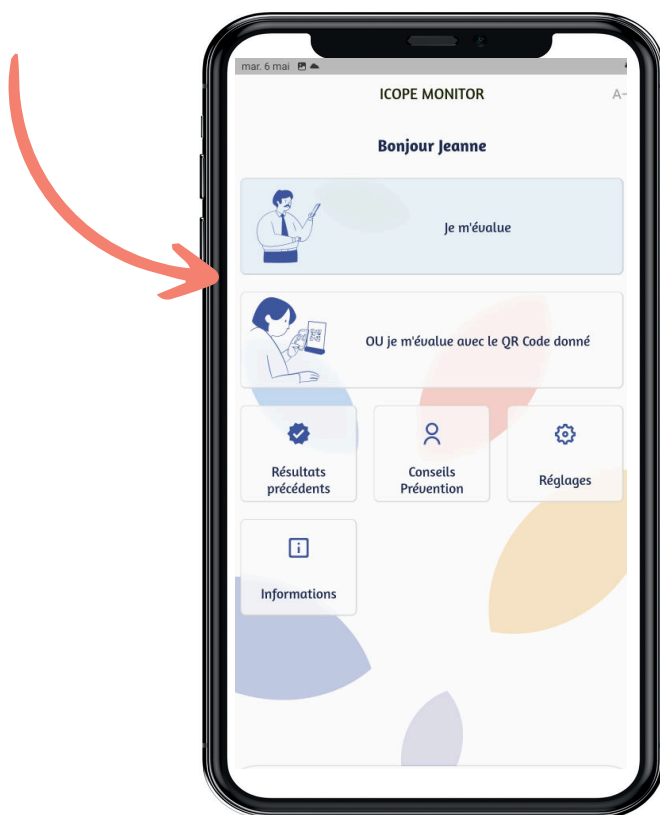 mar. 6 mai
ICOPE MONITOR
A-
Bonjour Jeanne
Je m'évalue
OU je m'évalue avec le QR Code donné
Résultats
précédents
Conseils
Prévention
Réglages
Informations